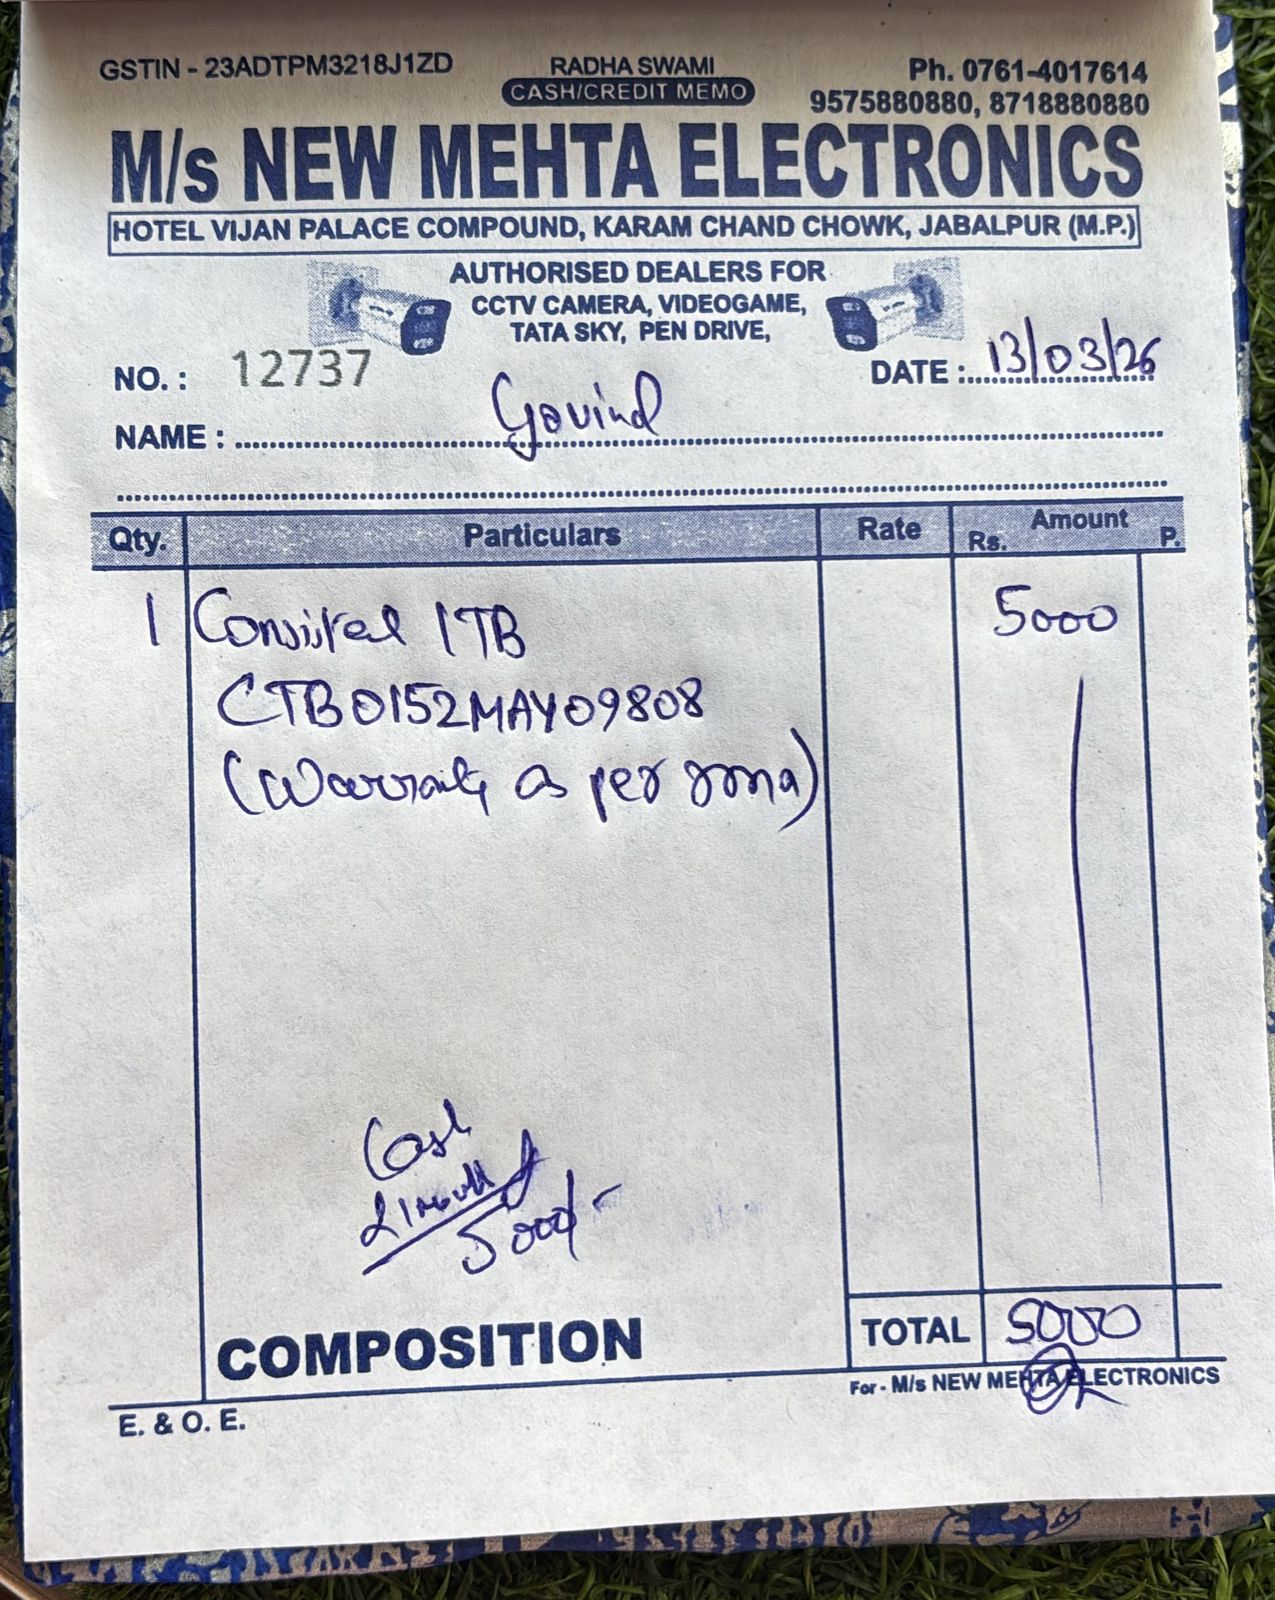 GSTIN - 23ADTPM3218J1ZD
RADHA SWAMI
CASH/CREDIT MEMO
Ph. 0761-4017614
9575880880, 8718880880
M/s NEW MEHTA ELECTRONICS
HOTEL VIJAN PALACE COMPOUND, KARAM CHAND CHOWK, JABALPUR (M.P.)
AUTHORISED DEALERS FOR
CCTV CAMERA, VIDEOGAME,
TATA SKY, PEN DRIVE,
NO. : 12737
DATE : 13/03/26
NAME : Govind
Qty. Particulars Rate Amount
Rs. P.
1 Consistel 1TB 5000
CTB0152MAY09808
(Warranty as per rma)
Cash
5000/-
COMPOSITION
TOTAL 5000
For - M/s NEW MEHTA ELECTRONICS
E. & O. E.